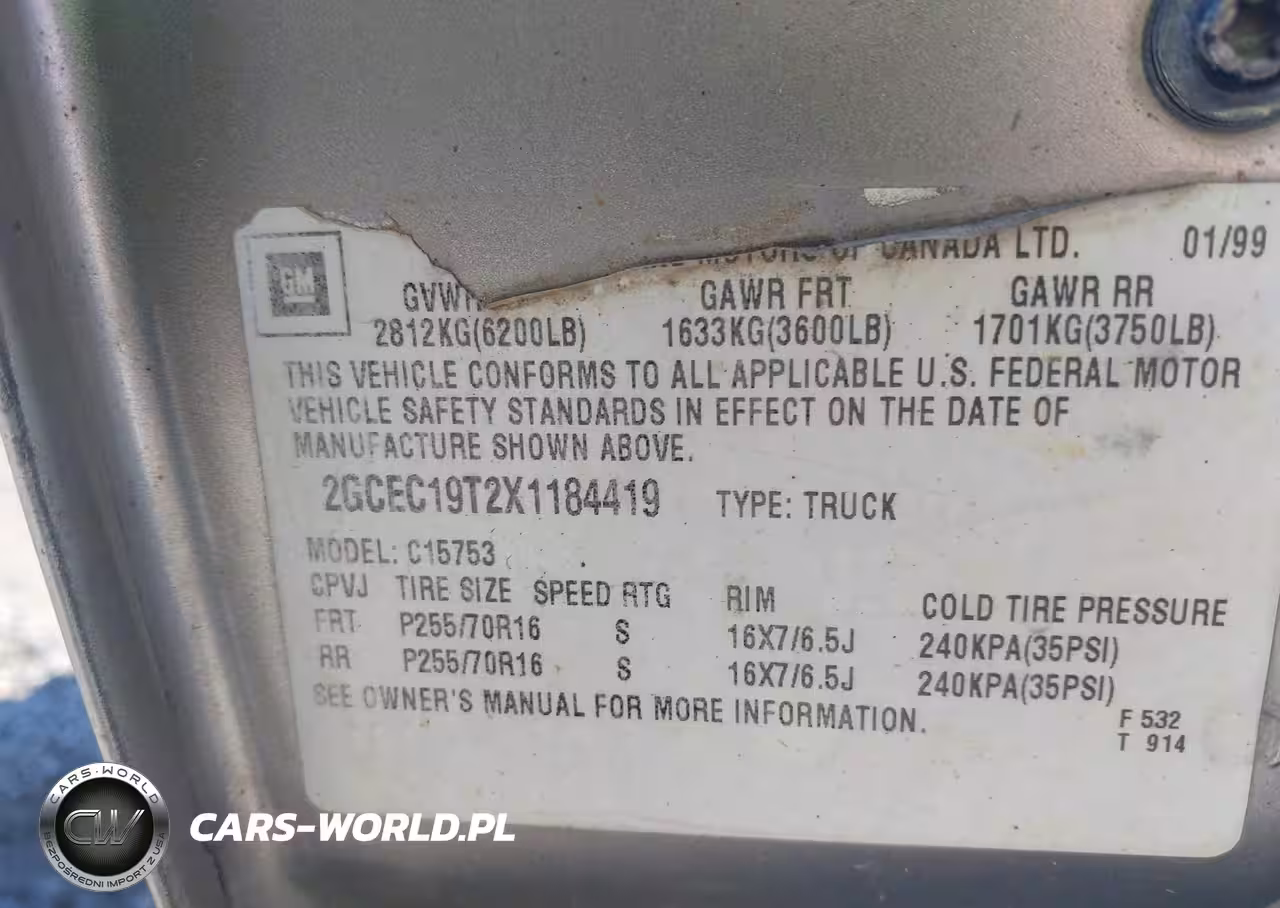 GM
MOTORS OF CANADA LTD. 01/99
GVWR GAWR FRT GAWR RR
2812KG(6200LB) 1633KG(3600LB) 1701KG(3750LB)
THIS VEHICLE CONFORMS TO ALL APPLICABLE U.S. FEDERAL MOTOR
VEHICLE SAFETY STANDARDS IN EFFECT ON THE DATE OF
MANUFACTURE SHOWN ABOVE.
2GCEC19T2X1184419 TYPE: TRUCK
MODEL: C15753
CPVJ TIRE SIZE SPEED RTG RIM COLD TIRE PRESSURE
FRT P255/70R16 S 16X7/6.5J 240KPA(35PSI)
RR P255/70R16 S 16X7/6.5J 240KPA(35PSI)
SEE OWNER'S MANUAL FOR MORE INFORMATION.
F 532
T 914
CARS-WORLD
CW
BEZPOŚREDNI IMPORT Z USA
CARS-WORLD.PL